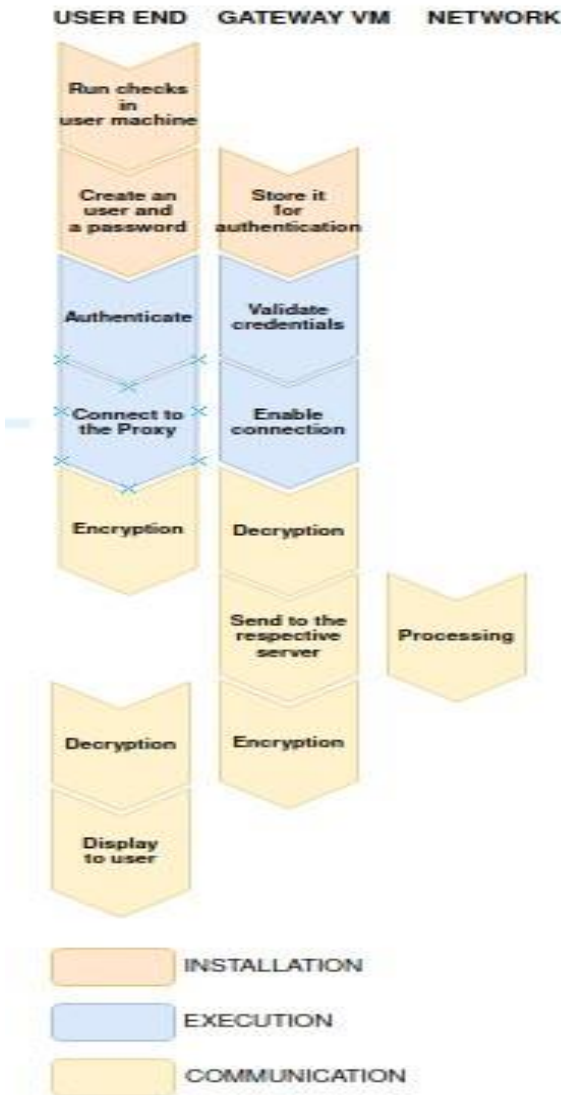 USER END GATEWAY VM NETWORK
Run checks
in
user machine
Create an
user and
a password
Store it
for
authentication
Authenticate
Validate
credentials
Connect to
the Proxy
Enable
connection
Encryption
Decryption
Send to the
respective
server
Processing
Decryption
Encryption
Display
to user
INSTALLATION
EXECUTION
COMMUNICATION